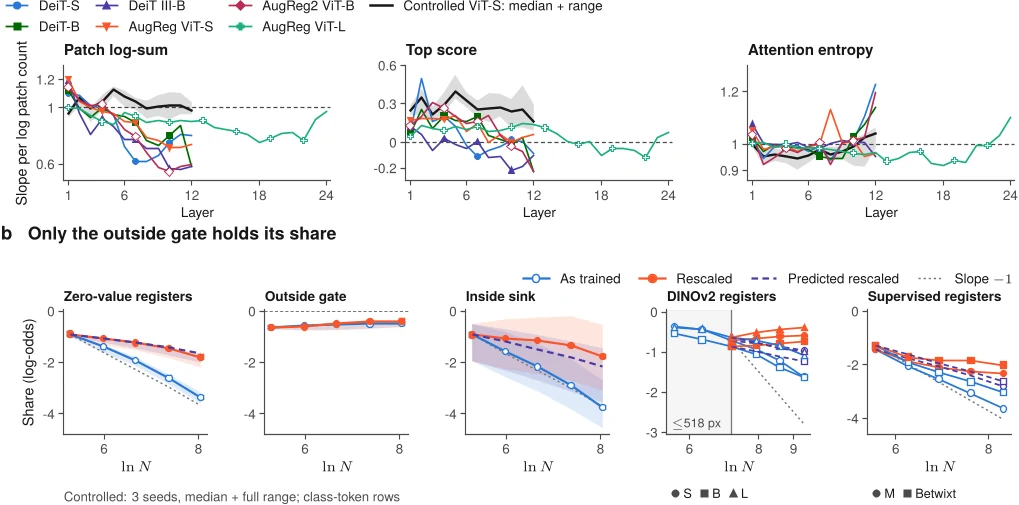 DeiT-S DeiT III-B AugReg2 ViT-B Controlled ViT-S: median + range
DeiT-B AugReg ViT-S AugReg ViT-L
Patch log-sum Top score Attention entropy
Slope per log patch count
1.2
1
0.6
1 6 12 18 24
Layer
0.6
0.3
0
-0.2
1 6 12 18 24
Layer
1.2
1
0.9
1 6 12 18 24
Layer
b Only the outside gate holds its share
As trained Rescaled Predicted rescaled Slope −1
Zero-value registers Outside gate Inside sink DINOv2 registers Supervised registers
Share (log-odds)
0
-2
-4
6 8
ln N
0
-2
-4
6 8
ln N
0
-2
-4
6 8
ln N
0
-1
-2
-3
≤518 px
6 8 9
ln N
0
-2
-4
6 8
ln N
Controlled: 3 seeds, median + full range; class-token rows
S B L
M Betwixt